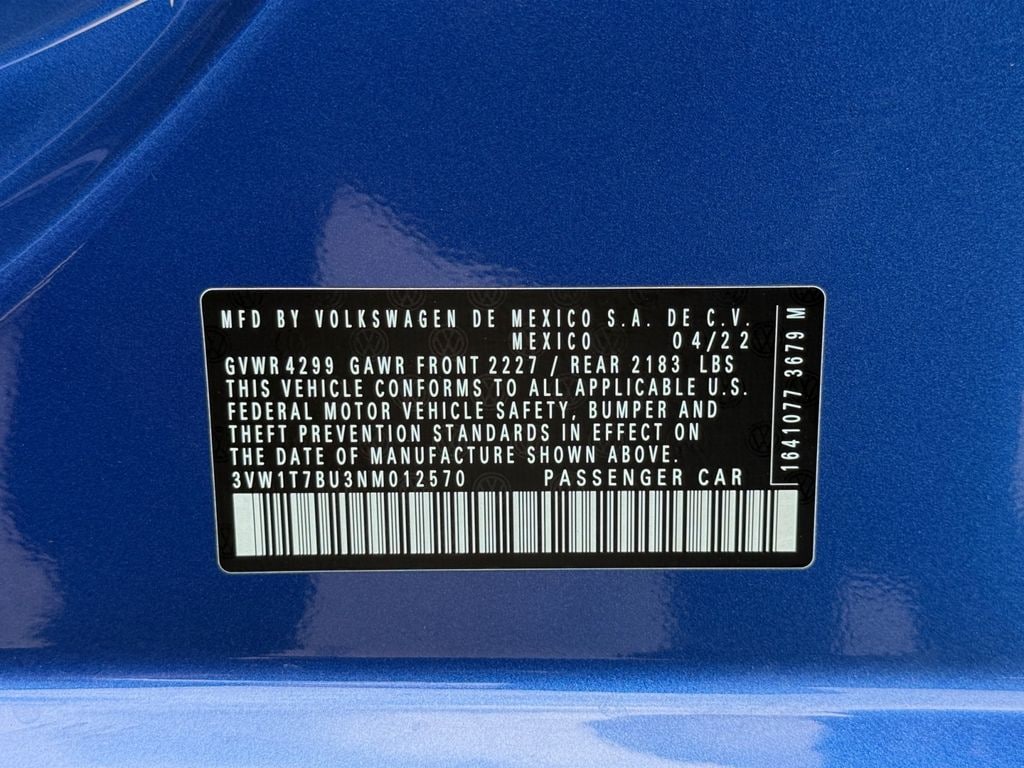 MFD BY VOLKSWAGEN DE MEXICO S.A. DE C.V.
MEXICO 04/22
GVWR 4299 GAWR FRONT 2227 / REAR 2183 LBS
THIS VEHICLE CONFORMS TO ALL APPLICABLE U.S.
FEDERAL MOTOR VEHICLE SAFETY, BUMPER AND
THEFT PREVENTION STANDARDS IN EFFECT ON
THE DATE OF MANUFACTURE SHOWN ABOVE.
3VW1T7BU3NM012570 PASSENGER CAR
1641077 3679 M